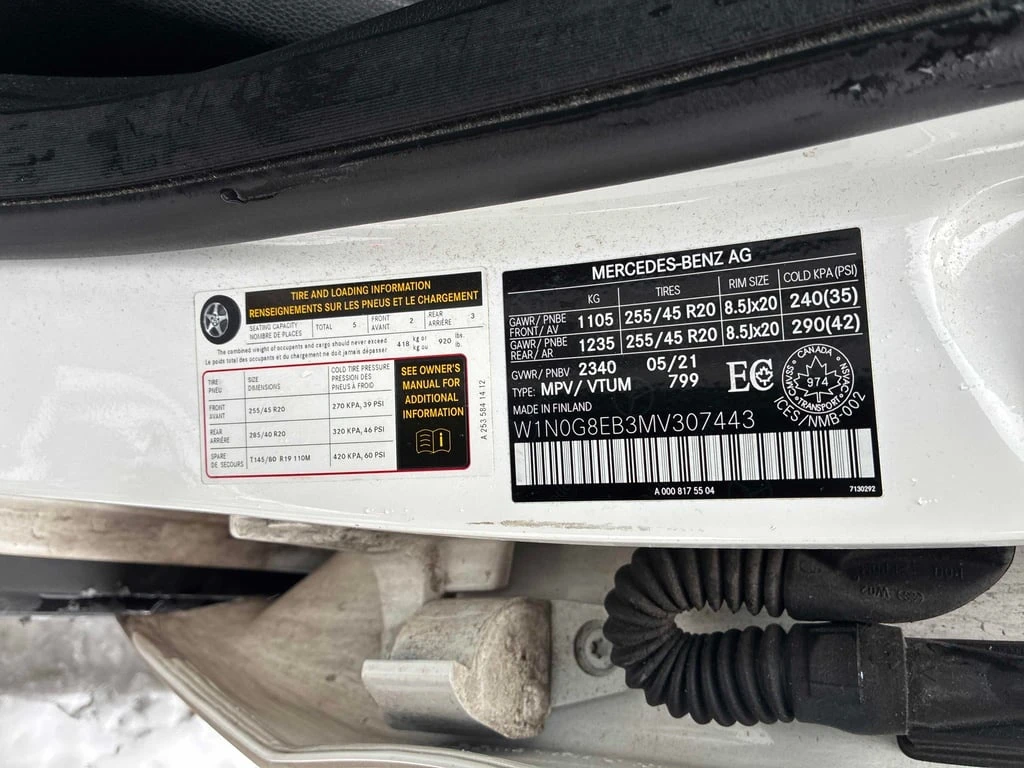 TIRE AND LOADING INFORMATION
RENSEIGNEMENTS SUR LES PNEUS ET LE CHARGEMENT
SEATING CAPACITY
NOMBRE DE PLACES
TOTAL 5 FRONT AVANT 2 REAR ARRIÈRE 3
The combined weight of occupants and cargo should never exceed 418 kg or 920 lbs.
Le poids total des occupants et du chargement ne doit jamais dépasser kg ou lb.
TIRE/ PNEU SIZE DIMENSIONS COLD TIRE PRESSURE PRESSION DES PNEUS À FROID
FRONT AVANT 255/45 R20 270 KPA, 39 PSI
REAR ARRIÈRE 285/40 R20 320 KPA, 46 PSI
SPARE DE SECOURS T145/80 R19 110M 420 KPA, 60 PSI
SEE OWNER'S
MANUAL FOR
ADDITIONAL
INFORMATION
A 253 584 14 12
MERCEDES-BENZ AG
KG TIRES RIM SIZE COLD KPA(PSI)
GAWR/ PNBE FRONT/ AV 1105 255/45 R20 8.5Jx20 240(35)
GAWR/ PNBE REAR/ AR 1235 255/45 R20 8.5Jx20 290(42)
GVWR/ PNBV 2340 05/21
TYPE: MPV/ VTUM 799
EC
CANADA
974
TRANSPORT
ICES/NMB-002
MADE IN FINLAND
W1N0G8EB3MV307443
A 000 817 55 04
7130292